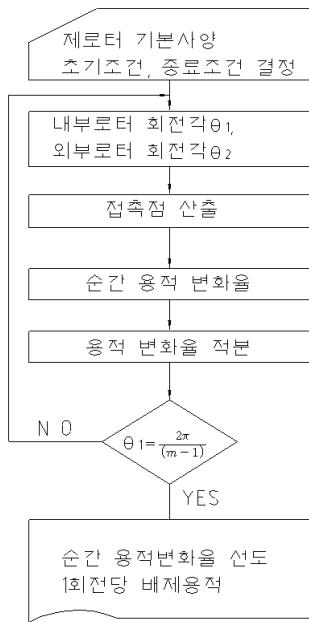 제로터 기본사양
초기조건, 종료조건 결정
내부로터 회전각θ1,
외부로터 회전각θ2
접촉점 산출
순간 용적 변화율
용적 변화율 적분
NO
θ1=2π/(m-1)
YES
순간 용적변화율 선도
1회전당 배제용적